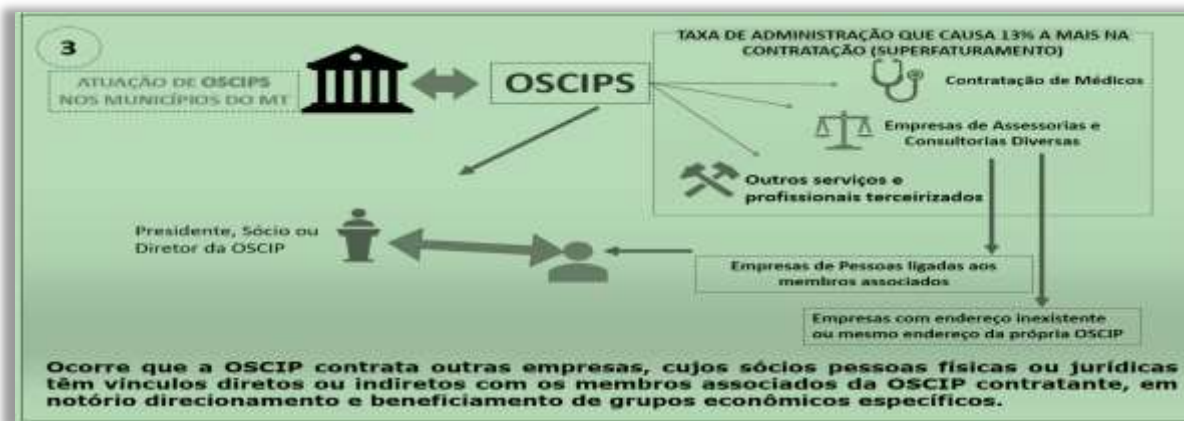 3
ATUAÇÃO DE OSCIPS
NOS MUNICÍPIOS DO MT
OSCIPS
TAXA DE ADMINISTRAÇÃO QUE CAUSA 13% A MAIS NA
CONTRATAÇÃO (SUPERFATURAMENTO)
Contratação de Médicos
Empresas de Assessorias e
Consultorias Diversas
Outros serviços e
profissionais terceirizados
Presidente, Sócio ou
Diretor da OSCIP
Empresas de Pessoas ligadas aos
membros associados
Empresas com endereço inexistente
ou mesmo endereço da própria OSCIP
Ocorre que a OSCIP contrata outras empresas, cujos sócios pessoas físicas ou jurídicas
têm vínculos diretos ou indiretos com os membros associados da OSCIP contratante, em
notório direcionamento e beneficiamento de grupos econômicos específicos.